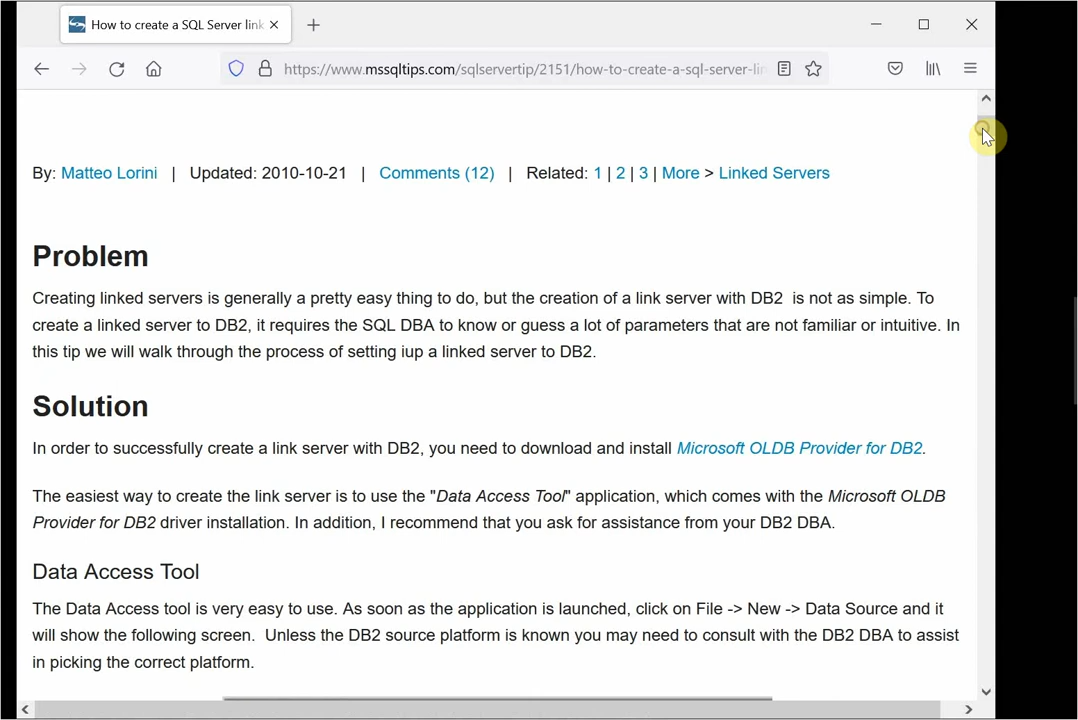 How to create a SQL Server link
https://www.mssqltips.com/sqlservertip/2151/how-to-create-a-sql-server-lin
By: Matteo Lorini | Updated: 2010-10-21 | Comments (12) | Related: 1 | 2 | 3 | More > Linked Servers
Problem
Creating linked servers is generally a pretty easy thing to do, but the creation of a link server with DB2 is not as simple. To
create a linked server to DB2, it requires the SQL DBA to know or guess a lot of parameters that are not familiar or intuitive. In
this tip we will walk through the process of setting iup a linked server to DB2.
Solution
In order to successfully create a link server with DB2, you need to download and install Microsoft OLDB Provider for DB2.
The easiest way to create the link server is to use the "Data Access Tool" application, which comes with the Microsoft OLDB
Provider for DB2 driver installation. In addition, I recommend that you ask for assistance from your DB2 DBA.
Data Access Tool
The Data Access tool is very easy to use. As soon as the application is launched, click on File -> New -> Data Source and it
will show the following screen. Unless the DB2 source platform is known you may need to consult with the DB2 DBA to assist
in picking the correct platform.